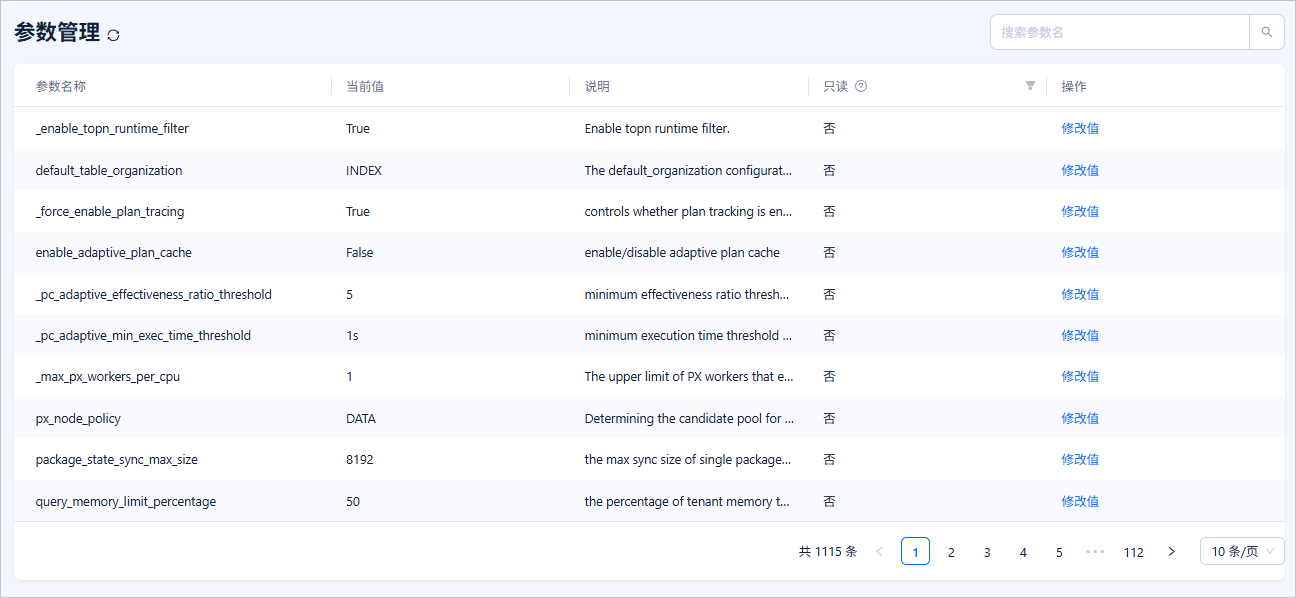 参数管理
搜索参数名
参数名称 当前值 说明 只读 操作
_enable_topn_runtime_filter True Enable topn runtime filter. 否 修改值
default_table_organization INDEX The default_organization configurat... 否 修改值
_force_enable_plan_tracing True controls whether plan tracking is en... 否 修改值
enable_adaptive_plan_cache False enable/disable adaptive plan cache 否 修改值
_pc_adaptive_effectiveness_ratio_threshold 5 minimum effectiveness ratio thresh... 否 修改值
_pc_adaptive_min_exec_time_threshold 1s minimum execution time threshold ... 否 修改值
_max_px_workers_per_cpu 1 The upper limit of PX workers that e... 否 修改值
px_node_policy DATA Determining the candidate pool for ... 否 修改值
package_state_sync_max_size 8192 the max sync size of single package... 否 修改值
query_memory_limit_percentage 50 the percentage of tenant memory t... 否 修改值
共 1115 条 < 1 2 3 4 5 ••• 112 > 10 条/页